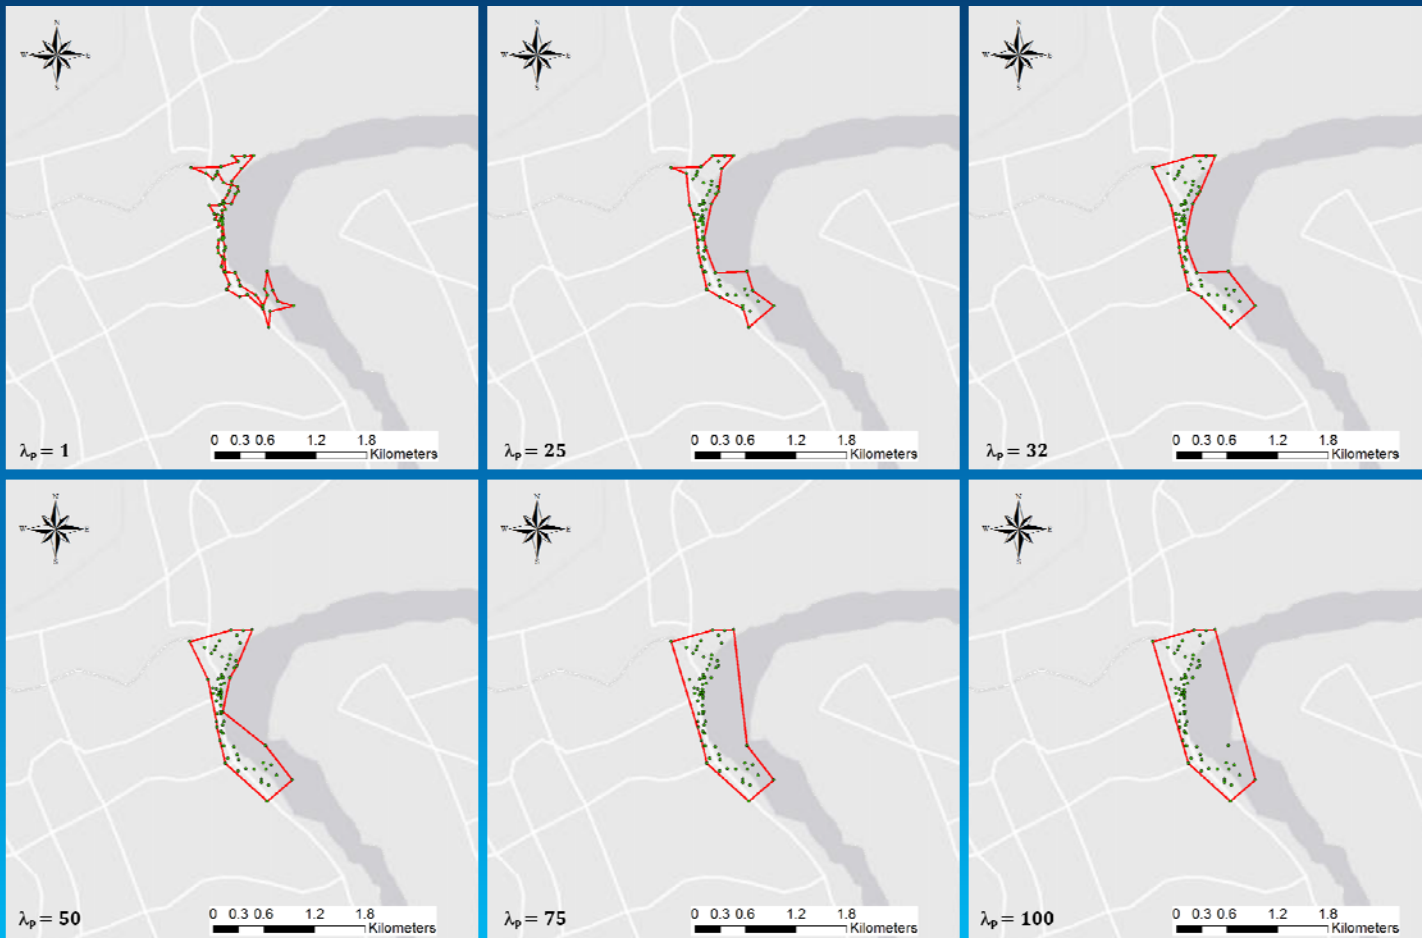 N
W E
S
λₚ = 1
0 0.3 0.6 1.2 1.8
Kilometers
N
W E
S
λₚ = 25
0 0.3 0.6 1.2 1.8
Kilometers
N
W E
S
λₚ = 32
0 0.3 0.6 1.2 1.8
Kilometers
N
W E
S
λₚ = 50
0 0.3 0.6 1.2 1.8
Kilometers
N
W E
S
λₚ = 75
0 0.3 0.6 1.2 1.8
Kilometers
N
W E
S
λₚ = 100
0 0.3 0.6 1.2 1.8
Kilometers